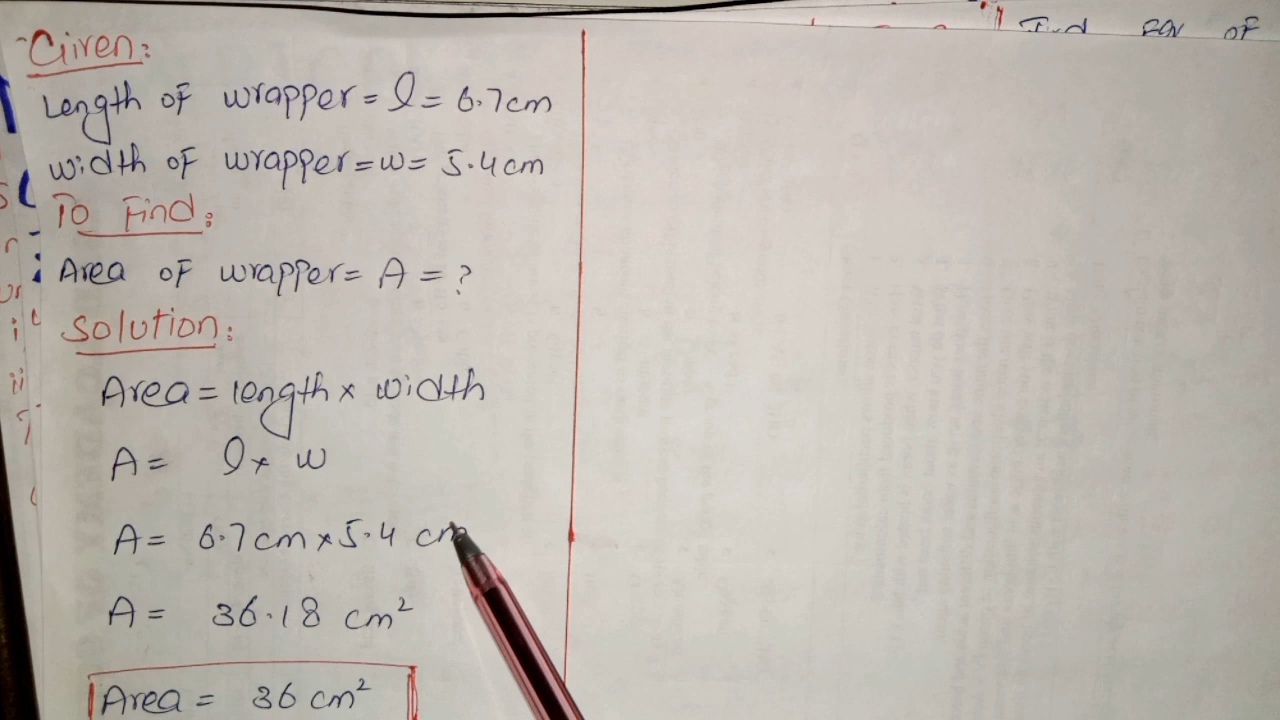 Given:
Length of wrapper = l = 6.7cm
width of wrapper = w = 5.4cm
To Find:
Area of wrapper = A = ?
Solution:
Area = length × width
A = l × w
A = 6.7cm × 5.4 cm
A = 36.18 cm²
Area = 36 cm²